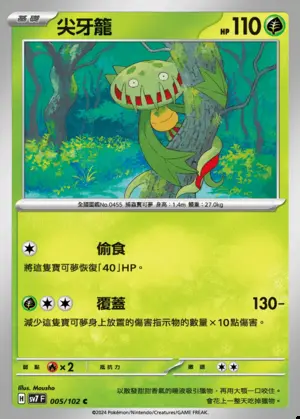 基礎 尖牙籠 HP 110
全國圖鑑No.0455 捕蟲寶可夢 身高：1.4m 體重：27.0kg
偷食
將這隻寶可夢恢復「40」HP。
覆蓋 130-
減少這隻寶可夢身上放置的傷害指示物的數量×10點傷害。
弱點 ×2 抵抗力 撤退
Illus. Mousho
H sv7 F 005/102 C
以散發甜甜香氣的唾液吸引獵物，再用大嘴一口咬住。
會花上一整天吃掉獵物。
©2024 Pokémon/Nintendo/Creatures/GAME FREAK.